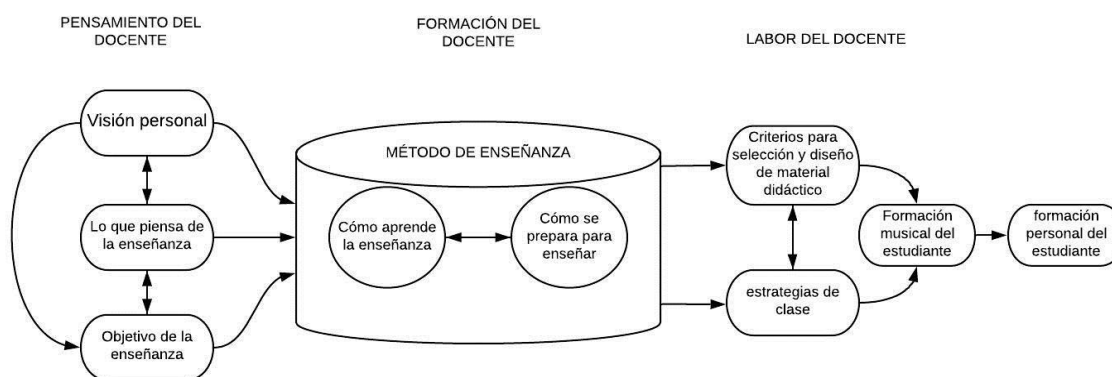 PENSAMIENTO DEL
DOCENTE
FORMACIÓN DEL
DOCENTE
LABOR DEL DOCENTE
Visión personal
Lo que piensa de
la enseñanza
Objetivo de la
enseñanza
MÉTODO DE ENSEÑANZA
Cómo aprende
la enseñanza
Cómo se
prepara para
enseñar
Criterios para
selección y diseño
de material
didáctico
estrategias de
clase
Formación
musical del
estudiante
formación
personal del
estudiante